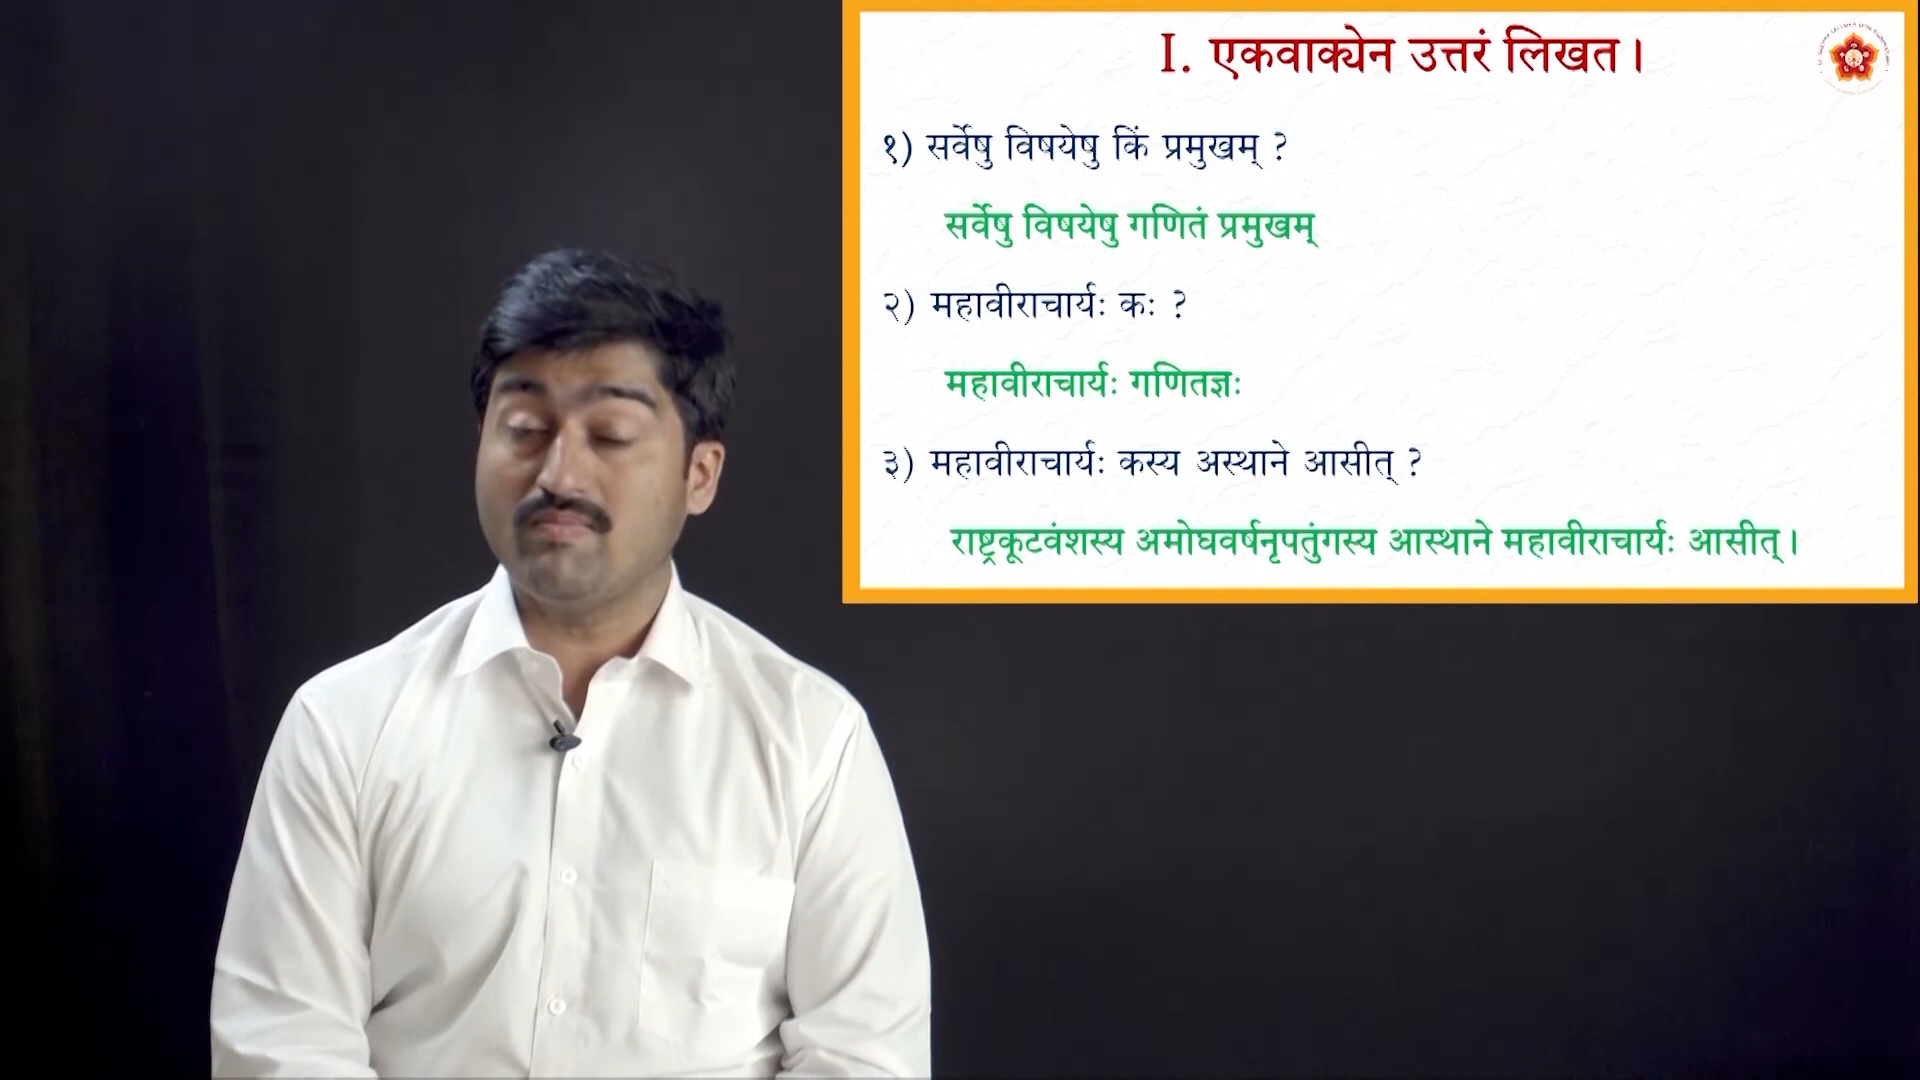 I. एकवाक्येन उत्तरं लिखत।
१) सर्वेषु विषयेषु किं प्रमुखम् ?
सर्वेषु विषयेषु गणितं प्रमुखम्
२) महावीराचार्यः कः ?
महावीराचार्यः गणितज्ञः
३) महावीराचार्यः कस्य अस्थाने आसीत् ?
राष्ट्रकूटवंशस्य अमोघवर्षनृपतुंगस्य आस्थाने महावीराचार्यः आसीत्।